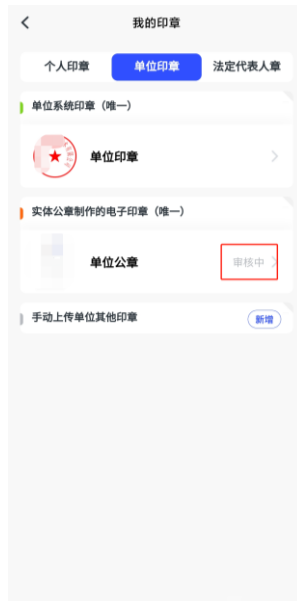 我的印章
个人印章 单位印章 法定代表人章
单位系统印章（唯一）
单位印章
实体公章制作的电子印章（唯一）
单位公章 审核中
手动上传单位其他印章 新增